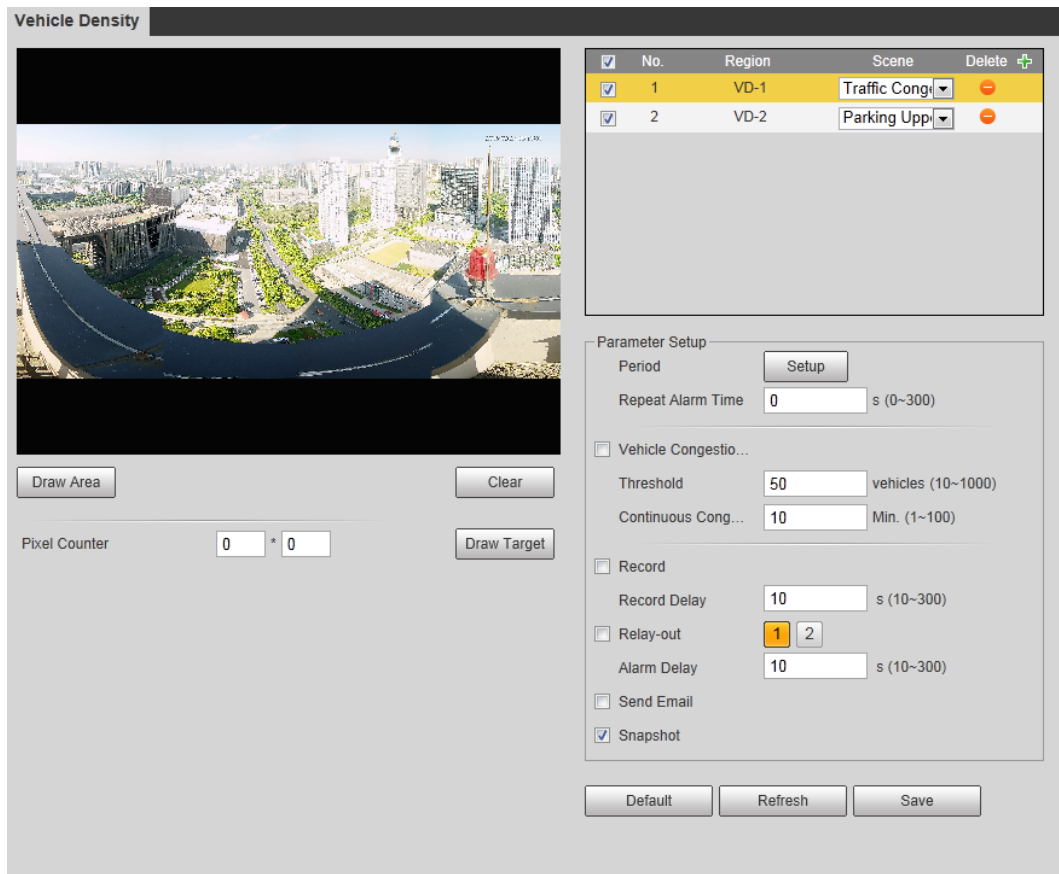 Vehicle Density
No. Region Scene Delete
1 VD-1 Traffic Conge
2 VD-2 Parking Upp
Parameter Setup
Period Setup
Repeat Alarm Time 0 s (0~300)
Vehicle Congestio...
Threshold 50 vehicles (10~1000)
Continuous Cong... 10 Min. (1~100)
Record
Record Delay 10 s (10~300)
Relay-out 1 2
Alarm Delay 10 s (10~300)
Send Email
Snapshot
Default Refresh Save
Draw Area Clear
Pixel Counter 0 * 0 Draw Target